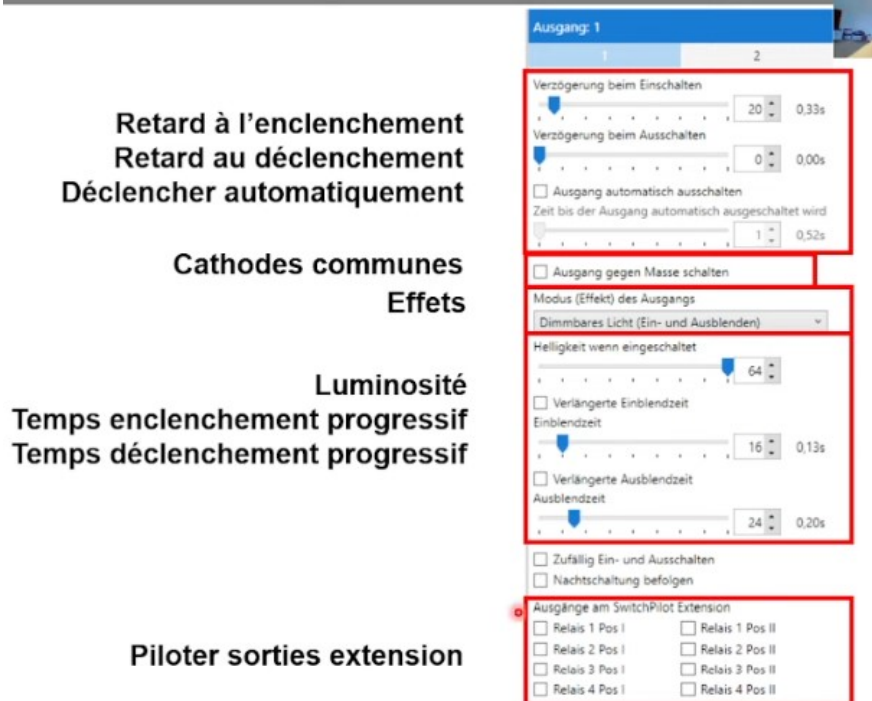 Ausgang: 1
1 2
Retard à l'enclenchement
Retard au déclenchement
Déclencher automatiquement
Verzögerung beim Einschalten
20 0,33s
Verzögerung beim Ausschalten
0 0,00s
Ausgang automatisch ausschalten
Zeit bis der Ausgang automatisch ausgeschaltet wird
1 0,52s
Cathodes communes
Ausgang gegen Masse schalten
Effets
Modus (Effekt) des Ausgangs
Dimmbares Licht (Ein- und Ausblenden)
Luminosité
Temps enclenchement progressif
Temps déclenchement progressif
Helligkeit wenn eingeschaltet
64
Verlängerte Einblendzeit
Einblendzeit
16 0,13s
Verlängerte Ausblendzeit
Ausblendzeit
24 0,20s
Zufällig Ein- und Ausschalten
Nachtschaltung befolgen
Piloter sorties extension
Ausgänge am SwitchPilot Extension
Relais 1 Pos I Relais 1 Pos II
Relais 2 Pos I Relais 2 Pos II
Relais 3 Pos I Relais 3 Pos II
Relais 4 Pos I Relais 4 Pos II